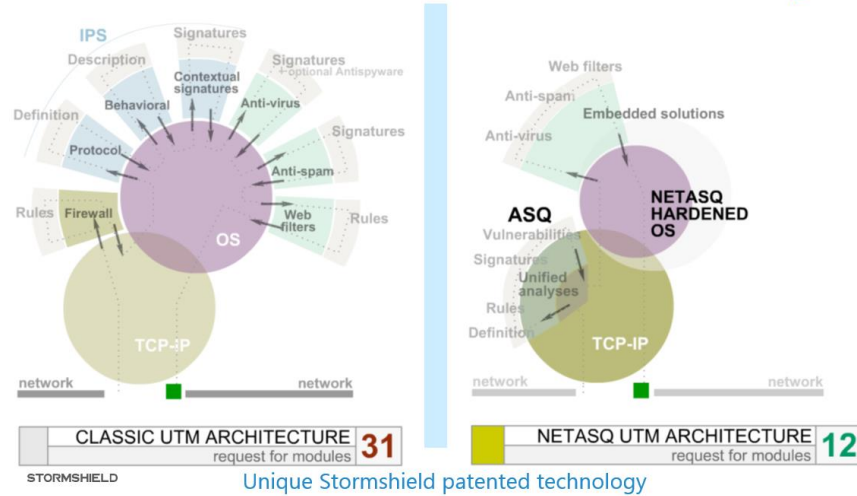 IPS
Signatures
Description
Signatures
+optional Antispyware
Contextual
signatures
Behavioral
Anti-virus
Definition
Signatures
Protocol
Anti-spam
Rules
Firewall
Web
filters
Rules
OS
TCP-IP
network
network
CLASSIC UTM ARCHITECTURE
request for modules
31
Web filters
Anti-spam
Embedded solutions
Anti-virus
NETASQ
HARDENED
OS
ASQ
Vulnerabilities
Signatures
Unified
analyses
Rules
Definition
TCP-IP
network
network
NETASQ UTM ARCHITECTURE
request for modules
12
STORMSHIELD
Unique Stormshield patented technology